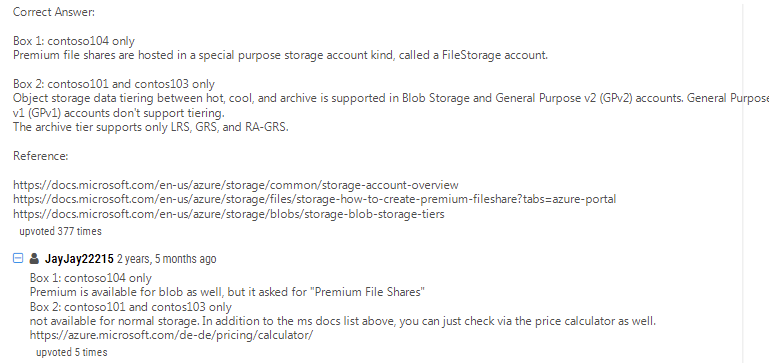 Correct Answer:
Box 1: contoso104 only
Premium file shares are hosted in a special purpose storage account kind, called a FileStorage account.
Box 2: contoso101 and contos103 only
Object storage data tiering between hot, cool, and archive is supported in Blob Storage and General Purpose v2 (GPv2) accounts. General Purpose
v1 (GPv1) accounts don't support tiering.
The archive tier supports only LRS, GRS, and RA-GRS.
Reference:
https://docs.microsoft.com/en-us/azure/storage/common/storage-account-overview
https://docs.microsoft.com/en-us/azure/storage/files/storage-how-to-create-premium-fileshare?tabs=azure-portal
https://docs.microsoft.com/en-us/azure/storage/blobs/storage-blob-storage-tiers
upvoted 377 times
JayJay22215 2 years, 5 months ago
Box 1: contoso104 only
Premium is available for blob as well, but it asked for "Premium File Shares"
Box 2: contoso101 and contos103 only
not available for normal storage. In addition to the ms docs list above, you can just check via the price calculator as well.
https://azure.microsoft.com/de-de/pricing/calculator/
upvoted 5 times